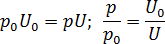 p₀U₀ = pU; p/p₀ = U₀/U